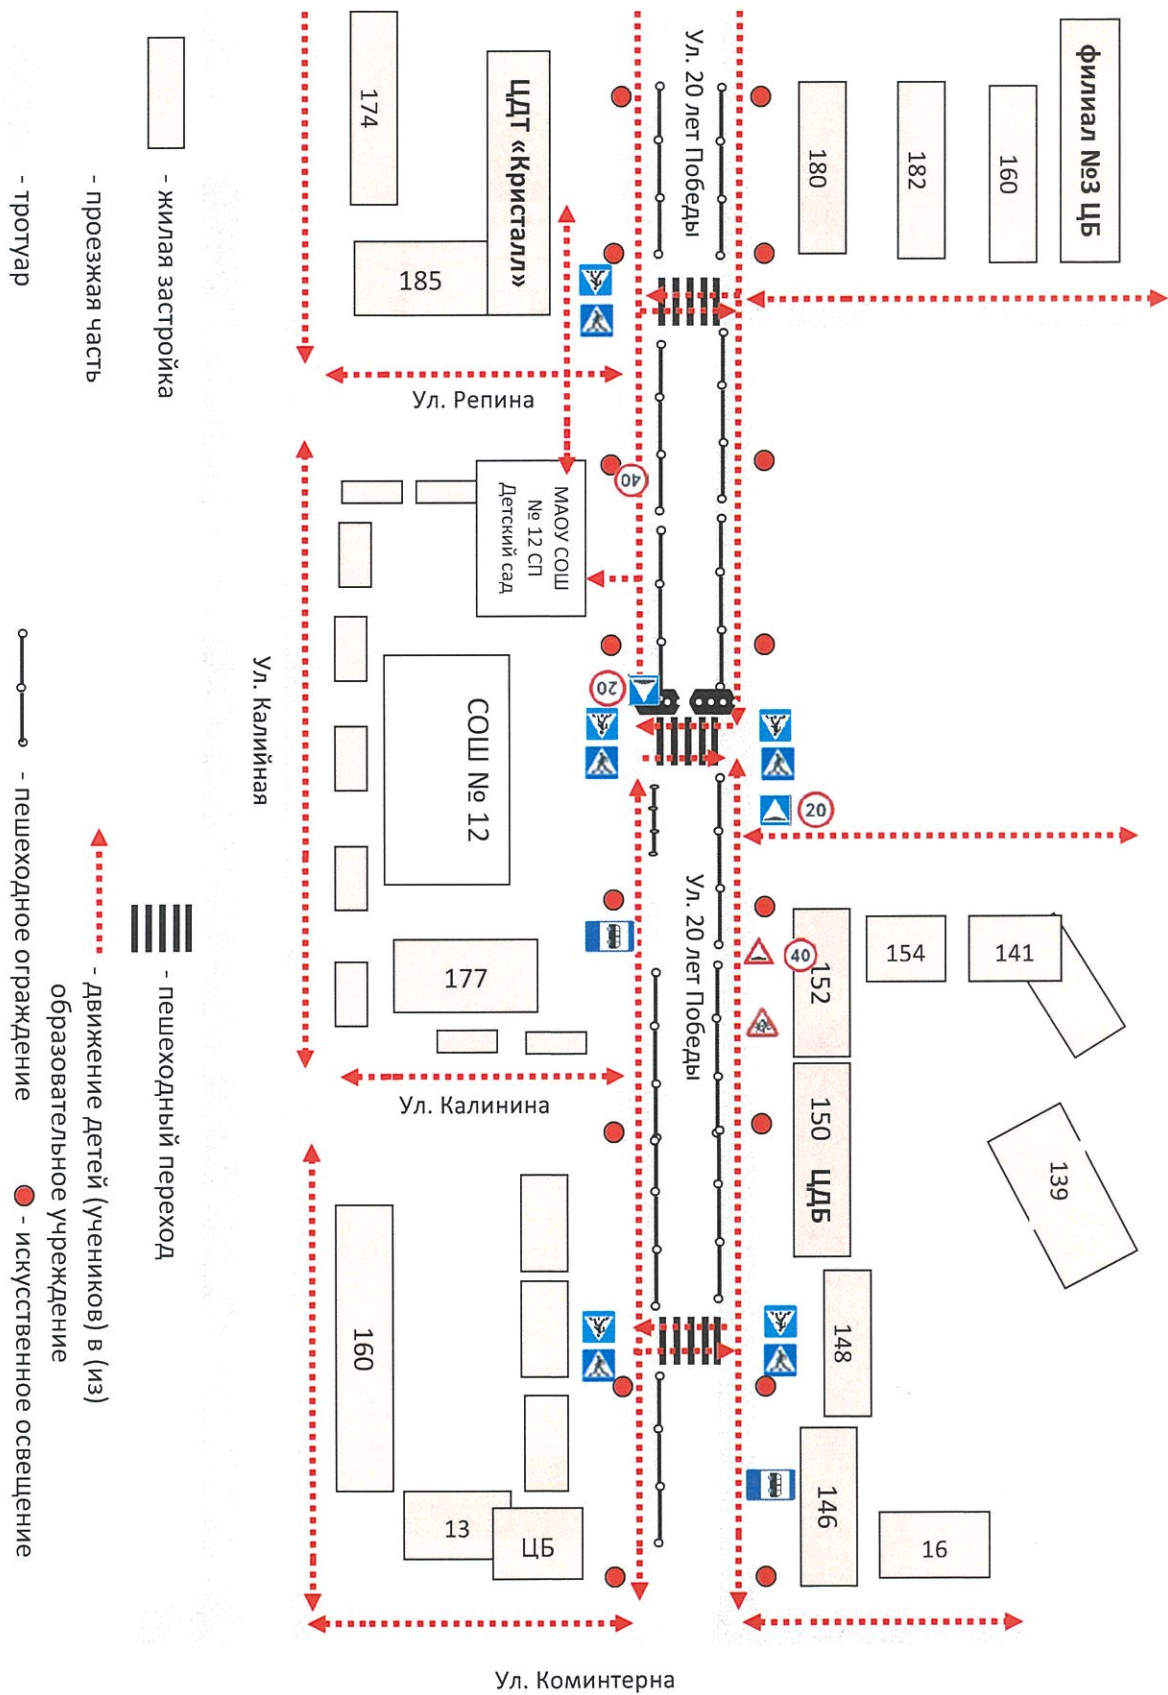 филиал №3 ЦБ
160
182
180
Ул. 20 лет Победы
ЦДТ «Кристалл»
174
185
Ул. Репина
40
МАОУ СОШ
№ 12 СП
Детский сад
20
20
СОШ № 12
Ул. Калийная
177
Ул. Калинина
Ул. 20 лет Победы
40
152
154
141
150 ЦДБ
139
148
146
16
160
13
ЦБ
Ул. Коминтерна
- жилая застройка
- проезжая часть
- тротуар
- пешеходный переход
- движение детей (учеников) в (из)
образовательное учреждение
- пешеходное ограждение
- искусственное освещение